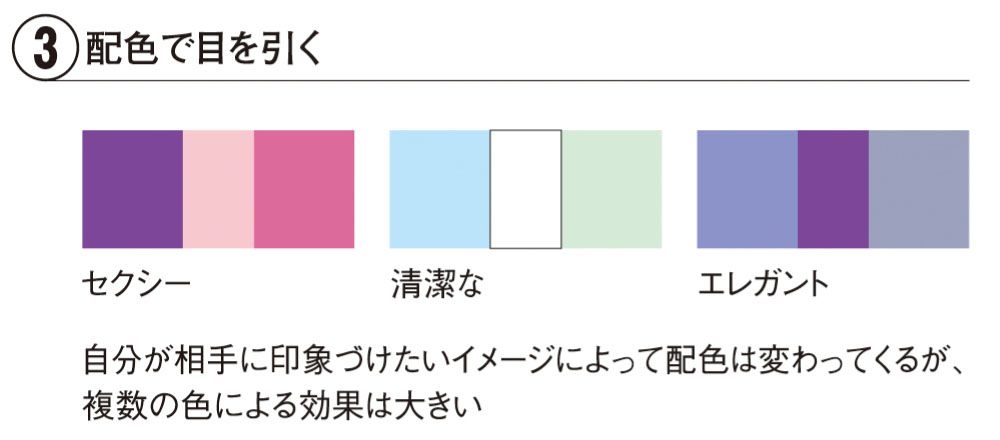 ③配色で目を引く
セクシー
清潔な
エレガント
自分が相手に印象づけたいイメージによって配色は変わってくるが、
複数の色による効果は大きい